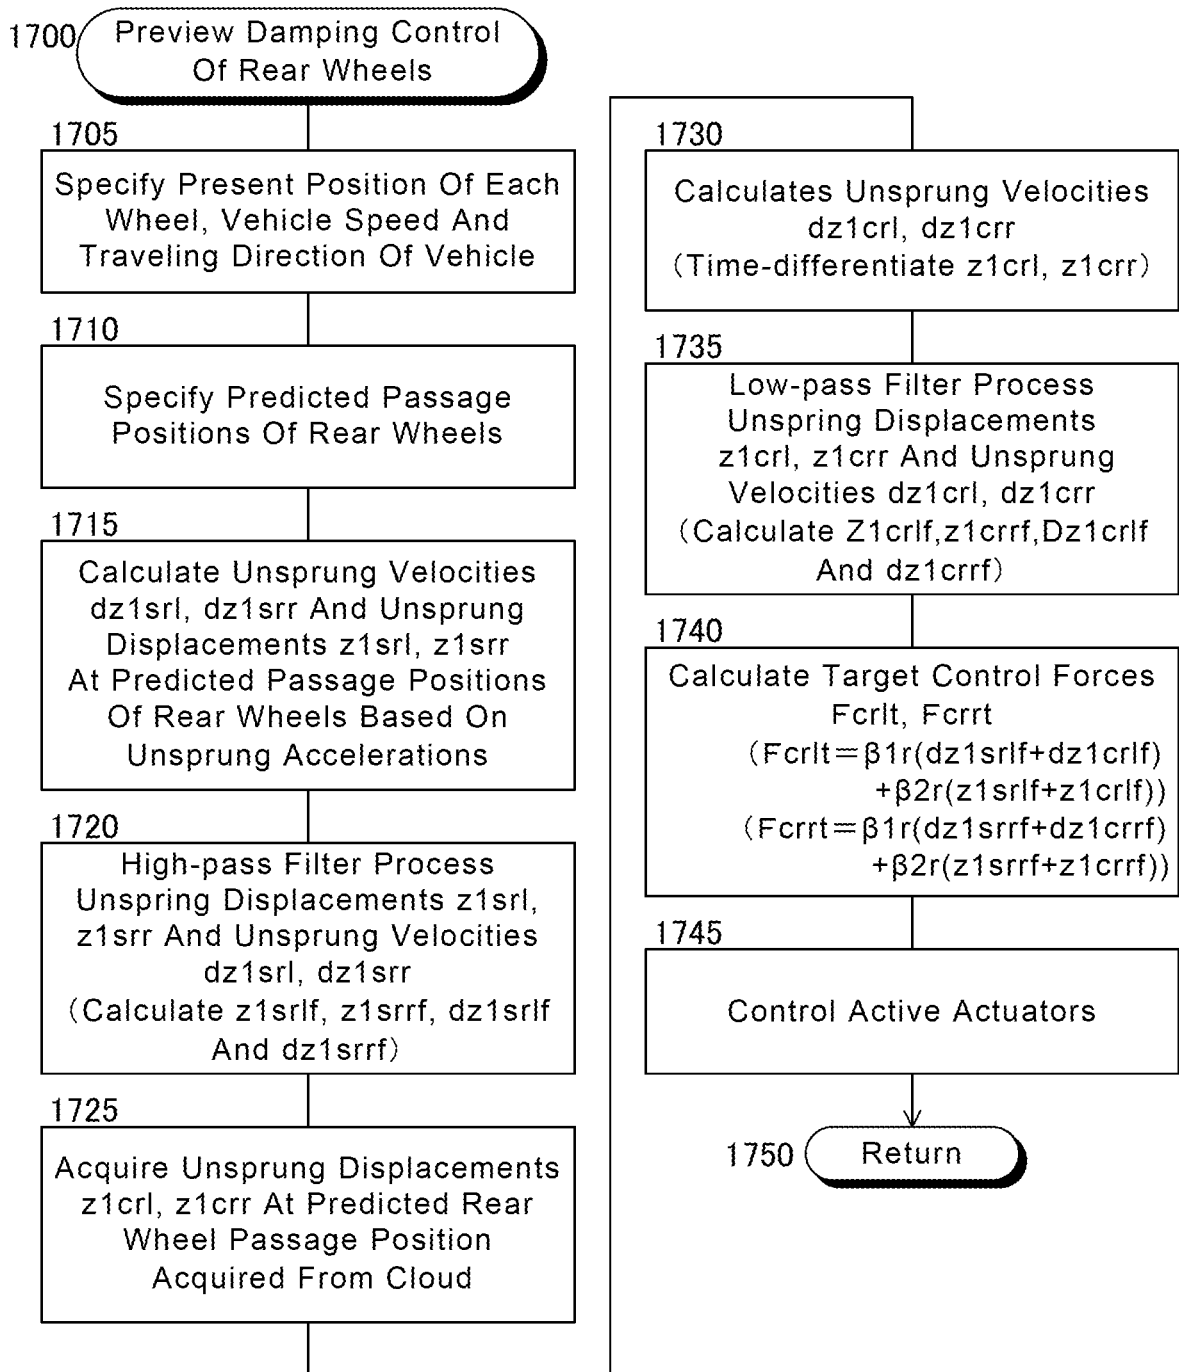 1700
Preview Damping Control
Of Rear Wheels
1705
Specify Present Position Of Each
Wheel, Vehicle Speed And
Traveling Direction Of Vehicle
1710
Specify Predicted Passage
Positions Of Rear Wheels
1715
Calculate Unsprung Velocities
dz1srl, dz1srr And Unsprung
Displacements z1srl, z1srr
At Predicted Passage Positions
Of Rear Wheels Based On
Unsprung Accelerations
1720
High-pass Filter Process
Unspring Displacements z1srl,
z1srr And Unsprung Velocities
dz1srl, dz1srr
(Calculate z1srlf, z1srrf, dz1srlf
And dz1srrf)
1725
Acquire Unsprung Displacements
z1crl, z1crr At Predicted Rear
Wheel Passage Position
Acquired From Cloud
1730
Calculates Unsprung Velocities
dz1crl, dz1crr
(Time-differentiate z1crl, z1crr)
1735
Low-pass Filter Process
Unspring Displacements
z1crl, z1crr And Unsprung
Velocities dz1crl, dz1crr
(Calculate Z1crlf,z1crrf,Dz1crlf
And dz1crrf)
1740
Calculate Target Control Forces
Fcrlt, Fcrrt
(Fcrlt=β1r(dz1srlf+dz1crlf)
+β2r(z1srlf+z1crlf))
(Fcrrt=β1r(dz1srrf+dz1crrf)
+β2r(z1srrf+z1crrf))
1745
Control Active Actuators
1750
Return